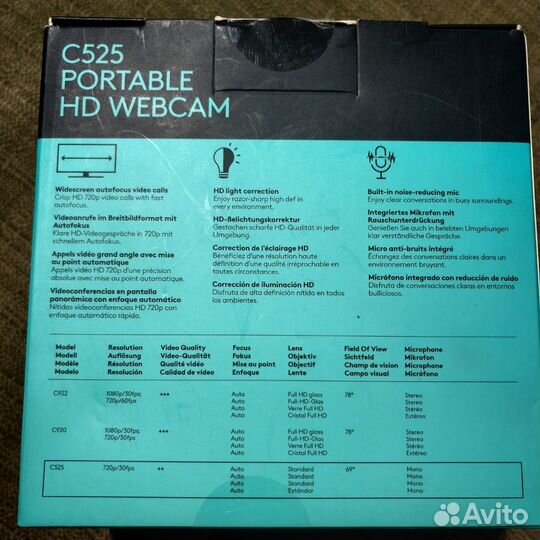 C525
PORTABLE
HD WEBCAM
Widescreen autofocus video calls
Crisp HD 720p video calls with fast
autofocus.
Videoanrufe im Breitbildformat mit
Autofokus
Klare HD-Videogespräche in 720p mit
schnellem Autofokus.
Appels vidéo grand angle avec mise
au point automatique
Appels vidéo HD 720p d'une précision
absolue avec mise au point automatique.
Videoconferencias en pantalla
panorámica con enfoque automático
Nítidas videoconferencias HD 720p con
enfoque automático rápido.
HD light correction
Enjoy razor-sharp high def in
every environment.
HD-Belichtungskorrektur
Gestochen scharfe HD-Qualität in jeder
Umgebung.
Correction de l'éclairage HD
Bénéficiez d'une résolution haute
définition d'une qualité irréprochable en
toutes circonstances.
Corrección de iluminación HD
Disfruta de alta definición nítida en todos
los ambientes.
Built-in noise-reducing mic
Enjoy clear conversations in busy surroundings.
Integriertes Mikrofon mit
Rauschunterdrückung
Genießen Sie auch in belebten Umgebungen
klar verständliche Gespräche.
Micro anti-bruits intégré
Échangez des conversations claires dans un
environnement bruyant.
Micrófono integrado con reducción de ruido
Disfruta de conversaciones claras en entornos
bulliciosos.
Model Resolution Video Quality Focus Lens Field Of View Microphone
Modell Auflösung Video-Qualität Fokus Objektiv Sichtfeld Mikrofon
Modèle Résolution Qualité vidéo Mise au point Objectif Champ de vision Microphone
Modelo Resolución Calidad de vídeo Enfoque Lente Campo visual Micrófono
C922 1080p/30fps; +++ Auto Full HD glass 78° Stereo
720p/60fps Auto Full-HD-Glas Stereo
Auto Verre Full HD Stéréo
Auto Cristal Full HD Estéreo
C920 1080p/30fps; +++ Auto Full HD glass 78° Stereo
720p/30fps Auto Full-HD-Glas Stereo
Auto Verre Full HD Stéréo
Auto Cristal Full HD Estéreo
C525 720p/30fps ++ Auto Standard 69° Mono
Auto Standard Mono
Auto Standard Mono
Auto Estándar Mono
Avito